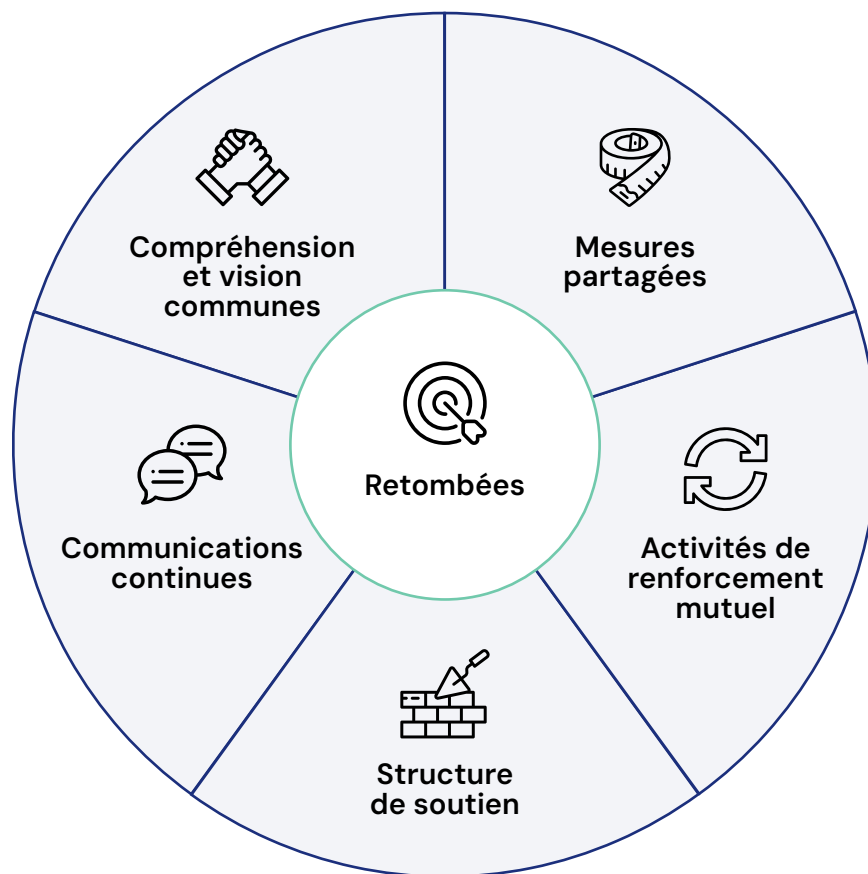 Compréhension
et vision
communes
Mesures
partagées
Retombées
Communications
continues
Activités de
renforcement
mutuel
Structure
de soutien